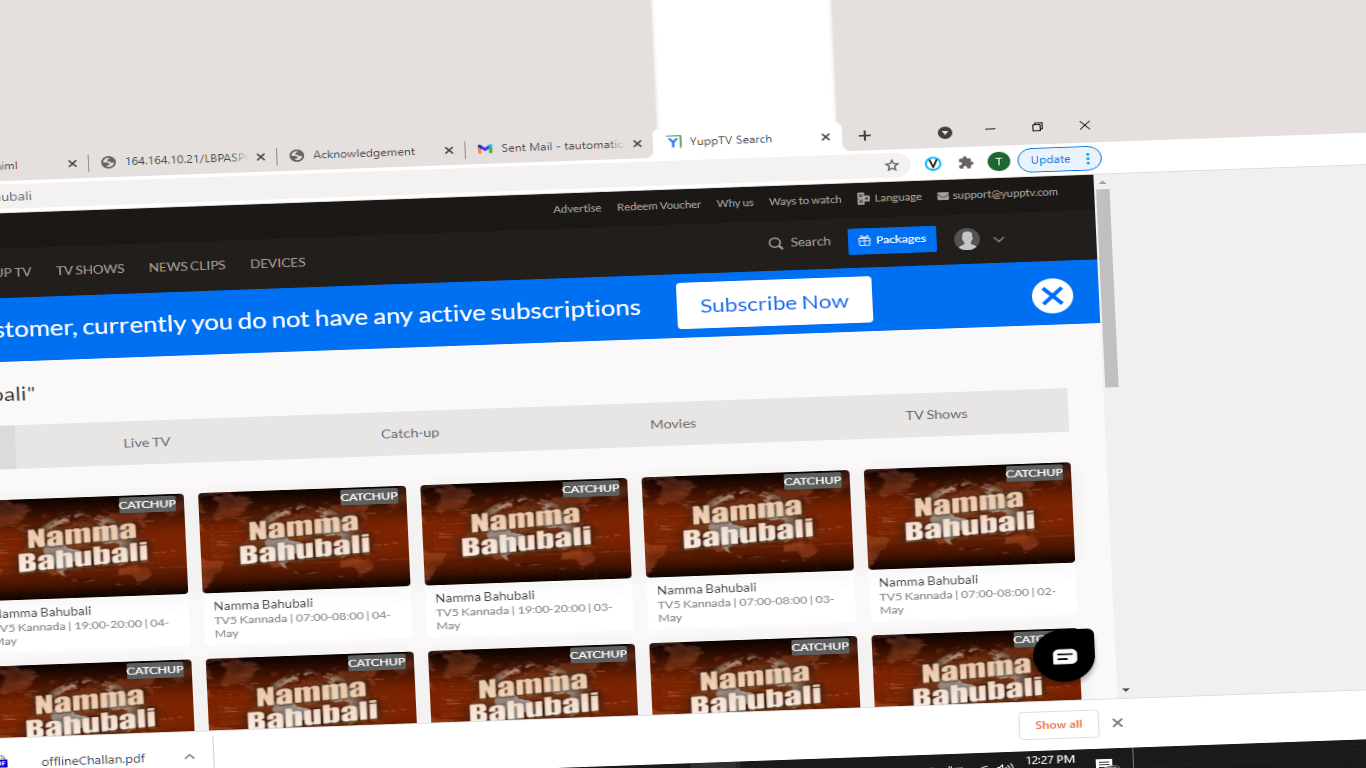 164.164.10.21/LBPASP
Acknowledgement
Sent Mail - tautomatic
YuppTV Search
ubali
Update
T
Advertise
Redeem Voucher
Why us
Ways to watch
Language
support@yupptv.com
UP TV
TV SHOWS
NEWS CLIPS
DEVICES
Search
Packages
stomer, currently you do not have any active subscriptions
Subscribe Now
bali"
Live TV
Catch-up
Movies
TV Shows
CATCHUP
CATCHUP
CATCHUP
CATCHUP
CATCHUP
Namma
Bahubali
Namma
Bahubali
Namma
Bahubali
Namma
Bahubali
Namma
Bahubali
Namma Bahubali
TV5 Kannada | 19:00-20:00 | 04-
May
Namma Bahubali
TV5 Kannada | 07:00-08:00 | 04-
May
Namma Bahubali
TV5 Kannada | 19:00-20:00 | 03-
May
Namma Bahubali
TV5 Kannada | 07:00-08:00 | 03-
May
Namma Bahubali
TV5 Kannada | 07:00-08:00 | 02-
May
CATCHUP
CATCHUP
CATCHUP
CATCHUP
Namma
Bahubali
Namma
Bahubali
Namma
Bahubali
Namma
Bahubali
Namma
Bahubali
offlineChallan.pdf
Show all
12:27 PM